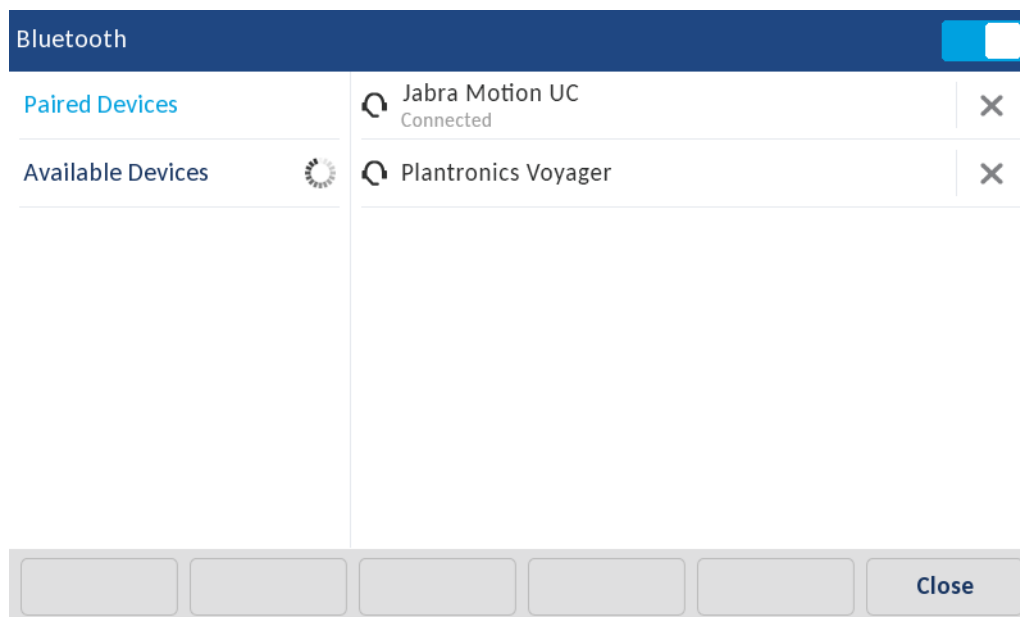 Bluetooth
Paired Devices
Available Devices
Jabra Motion UC
Connected
Plantronics Voyager
Close